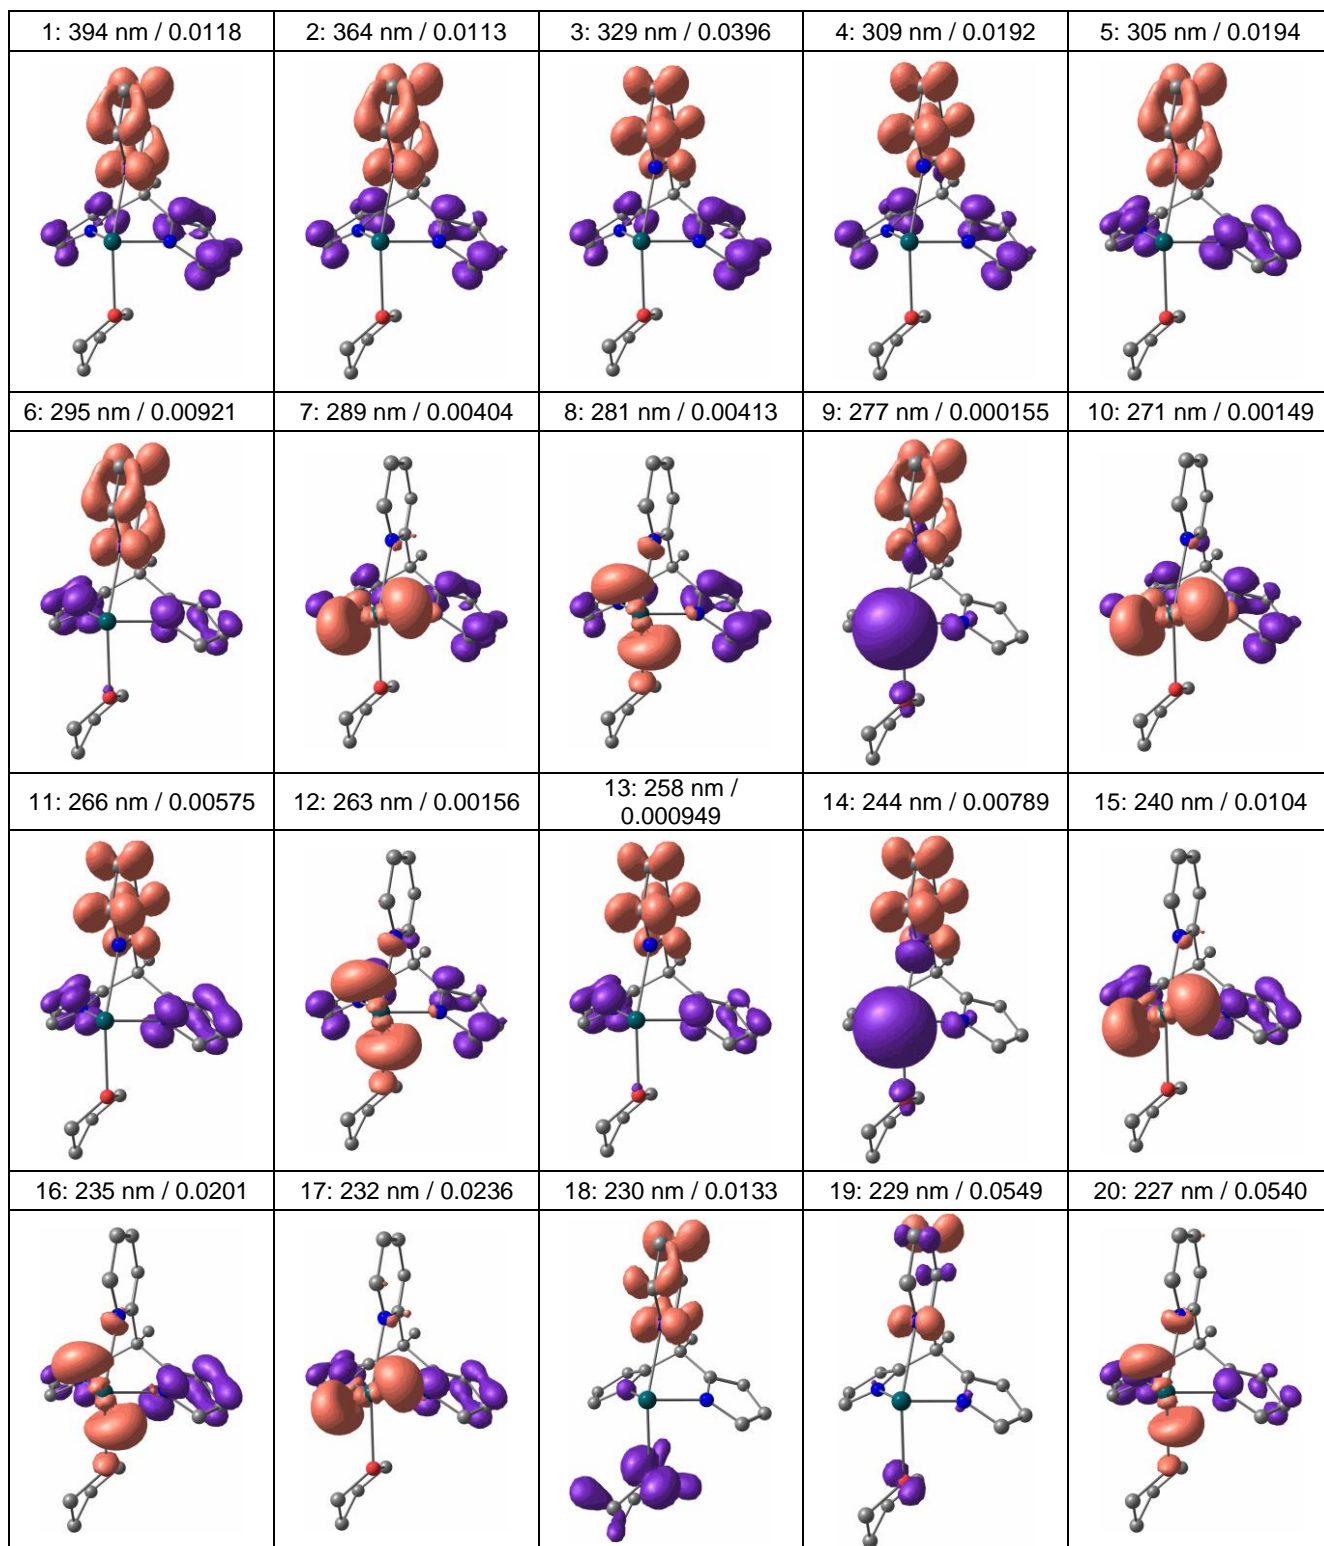 1: 394 nm / 0.0118
2: 364 nm / 0.0113
3: 329 nm / 0.0396
4: 309 nm / 0.0192
5: 305 nm / 0.0194
6: 295 nm / 0.00921
7: 289 nm / 0.00404
8: 281 nm / 0.00413
9: 277 nm / 0.000155
10: 271 nm / 0.00149
11: 266 nm / 0.00575
12: 263 nm / 0.00156
13: 258 nm /
0.000949
14: 244 nm / 0.00789
15: 240 nm / 0.0104
16: 235 nm / 0.0201
17: 232 nm / 0.0236
18: 230 nm / 0.0133
19: 229 nm / 0.0549
20: 227 nm / 0.0540